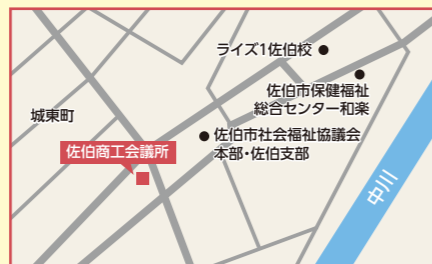 ライズ1佐伯校
佐伯市保健福祉
総合センター和楽
城東町
佐伯市社会福祉協議会
本部・佐伯支部
佐伯商工会議所
中川